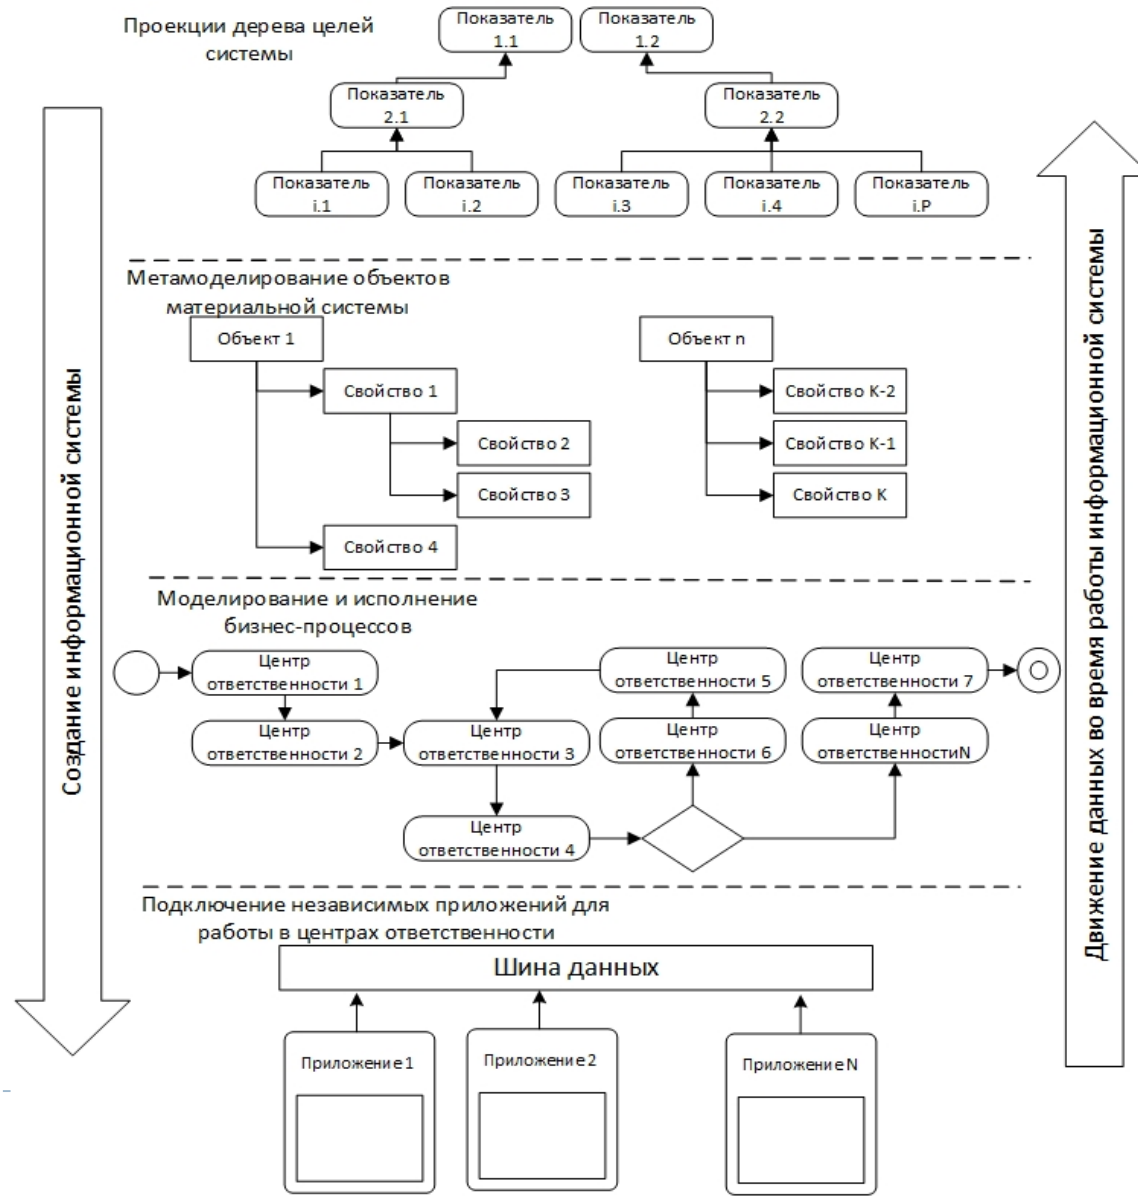 Проекции дерева целей
системы
Показатель
1.1
Показатель
1.2
Показатель
2.1
Показатель
2.2
Показатель
i.1
Показатель
i.2
Показатель
i.3
Показатель
i.4
Показатель
i.P
Метамоделирование объектов
материальной системы
Объект 1
Свойство 1
Свойство 2
Свойство 3
Свойство 4
Объект n
Свойство K-2
Свойство K-1
Свойство K
Моделирование и исполнение
бизнес-процессов
Центр
ответственности 1
Центр
ответственности 2
Центр
ответственности 3
Центр
ответственности 4
Центр
ответственности 5
Центр
ответственности 6
Центр
ответственности 7
Центр
ответственностиN
Подключение независимых приложений для
работы в центрах ответственности
Шина данных
Приложение 1
Приложение 2
Приложение N
Создание информационной системы
Движение данных во время работы информационной системы